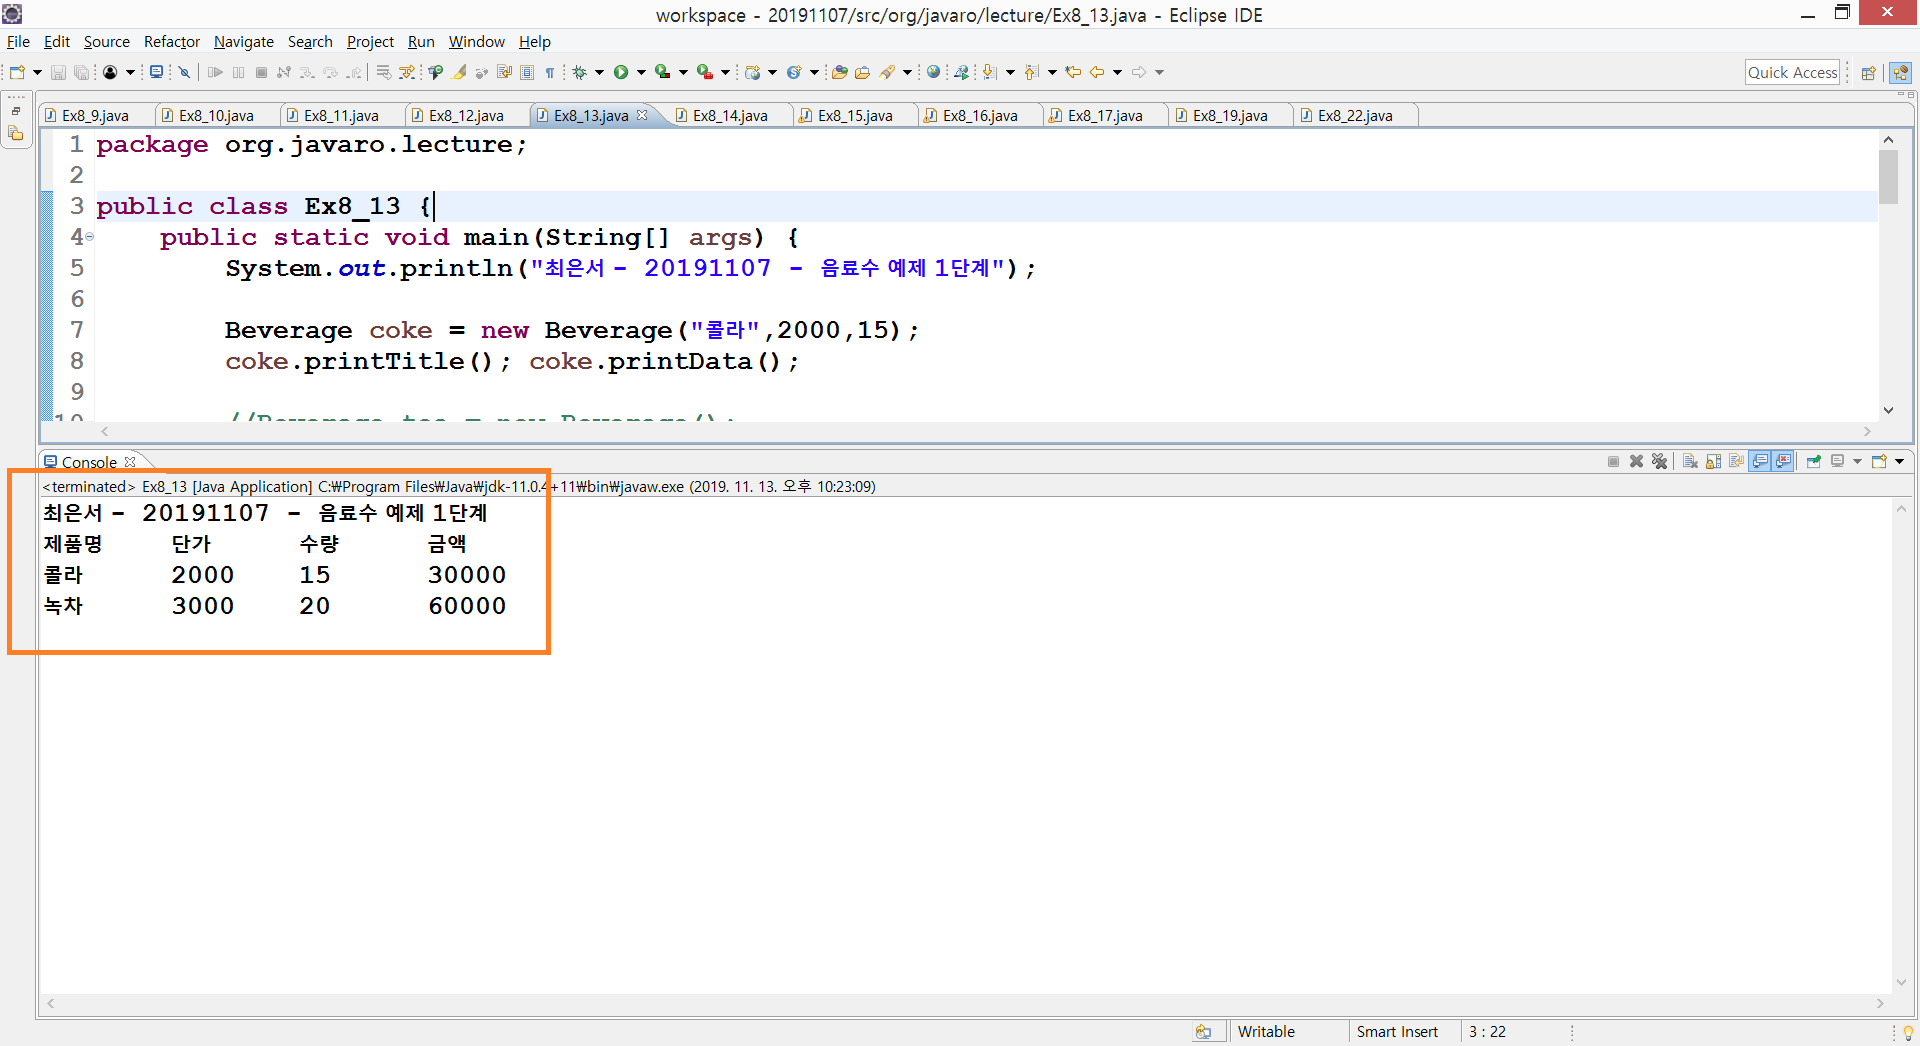 workspace - 20191107/src/org/javaro/lecture/Ex8_13.java - Eclipse IDE
File Edit Source Refactor Navigate Search Project Run Window Help
Quick Access
Ex8_9.java Ex8_10.java Ex8_11.java Ex8_12.java Ex8_13.java Ex8_14.java Ex8_15.java Ex8_16.java Ex8_17.java Ex8_19.java Ex8_22.java
1 package org.javaro.lecture;
2
3 public class Ex8_13 {
4 public static void main(String[] args) {
5 System.out.println("최은서 - 20191107 - 음료수 예제 1단계");
6
7 Beverage coke = new Beverage("콜라",2000,15);
8 coke.printTitle(); coke.printData();
9
10 //Beverage tea = new Beverage();
Console
<terminated> Ex8_13 [Java Application] C:₩Program Files₩Java₩jdk-11.0.4+11₩bin₩javaw.exe (2019. 11. 13. 오후 10:23:09)
최은서 - 20191107 - 음료수 예제 1단계
제품명 단가 수량 금액
콜라 2000 15 30000
녹차 3000 20 60000
Writable Smart Insert 3 : 22